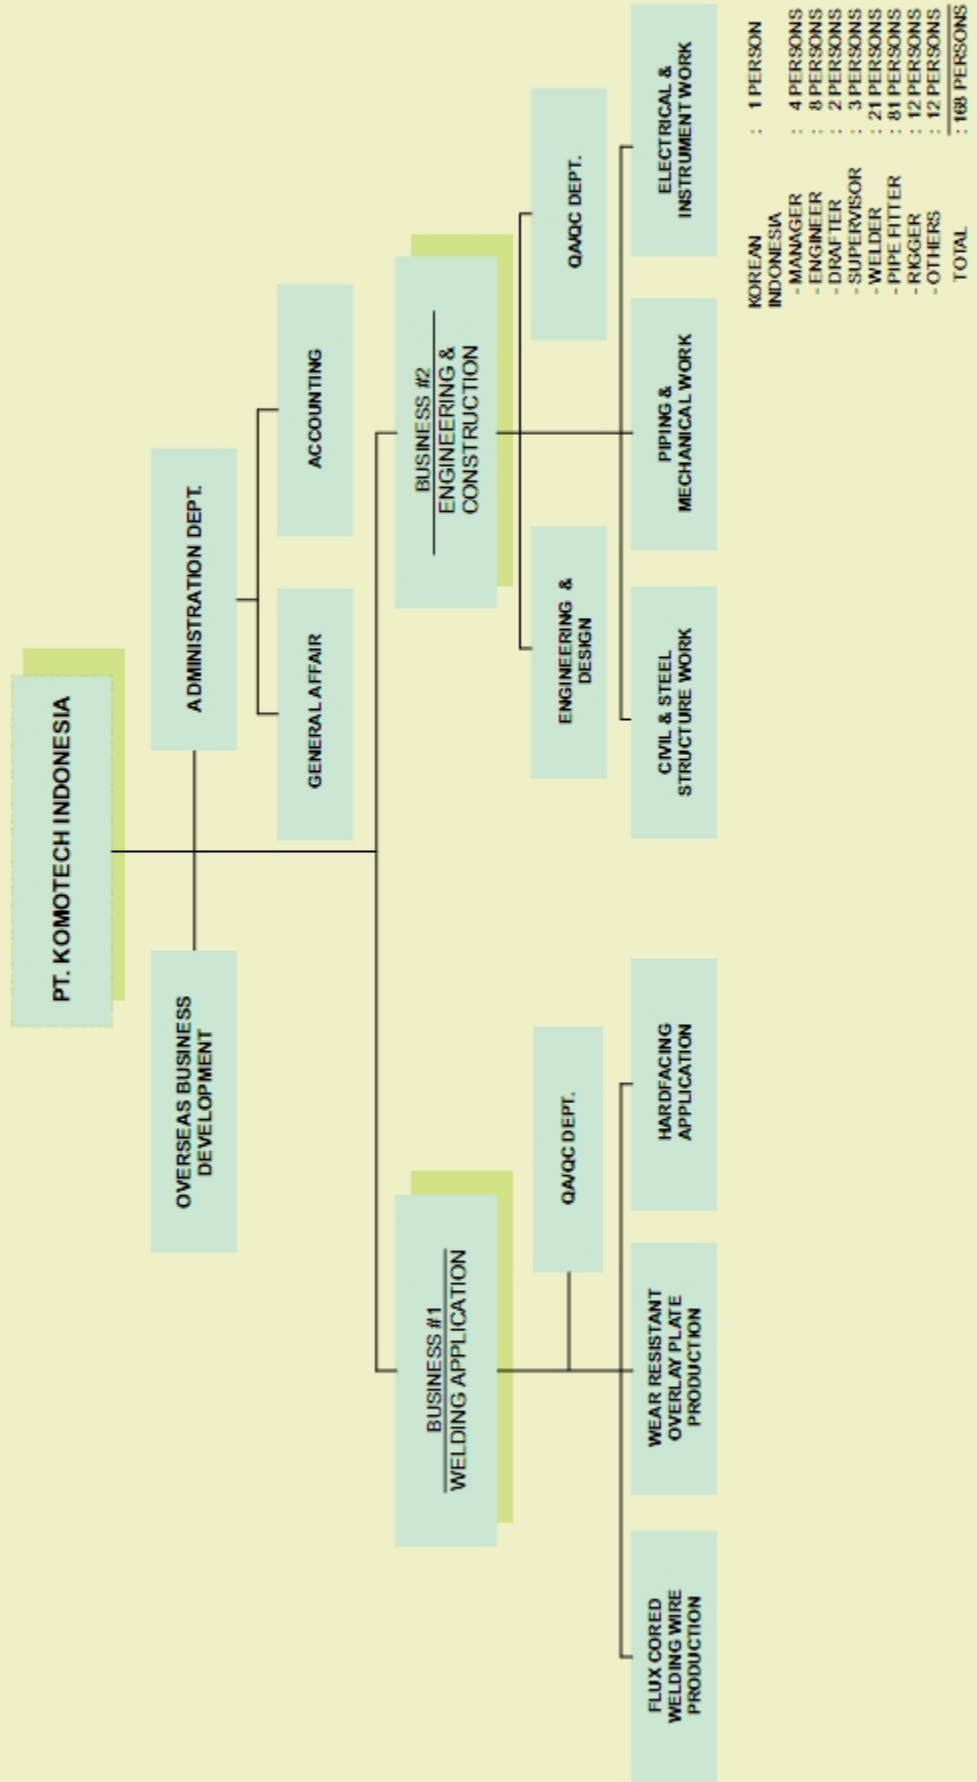 PT. KOMOTECH INDONESIA
OVERSEAS BUSINESS
DEVELOPMENT
ADMINISTRATION DEPT.
GENERAL AFFAIR
ACCOUNTING
BUSINESS #1
WELDING APPLICATION
BUSINESS #2
ENGINEERING &
CONSTRUCTION
QA/QC DEPT.
ENGINEERING &
DESIGN
QA/QC DEPT.
FLUX CORED
WELDING WIRE
PRODUCTION
WEAR RESISTANT
OVERLAY PLATE
PRODUCTION
HARDFACING
APPLICATION
CIVIL & STEEL
STRUCTURE WORK
PIPING &
MECHANICAL WORK
ELECTRICAL &
INSTRUMENT WORK
KOREAN : 1 PERSON
INDONESIA
- MANAGER : 4 PERSONS
- ENGINEER : 8 PERSONS
- DRAFTER : 2 PERSONS
- SUPERVISOR : 3 PERSONS
- WELDER : 21 PERSONS
- PIPE FITTER : 81 PERSONS
- RIGGER : 12 PERSONS
- OTHERS : 12 PERSONS
TOTAL : 168 PERSONS